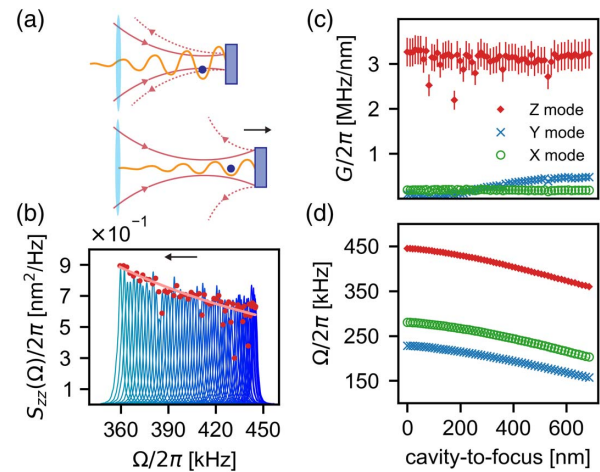 (a)
(b)
×10⁻¹
S_zz(Ω)/2π [nm²/Hz]
9
7
5
3
1
360 390 420 450
Ω/2π [kHz]
(c)
G/2π [MHz/nm]
3
2
1
Z mode
Y mode
X mode
(d)
Ω/2π [kHz]
450
350
250
150
0 200 400 600
cavity-to-focus [nm]